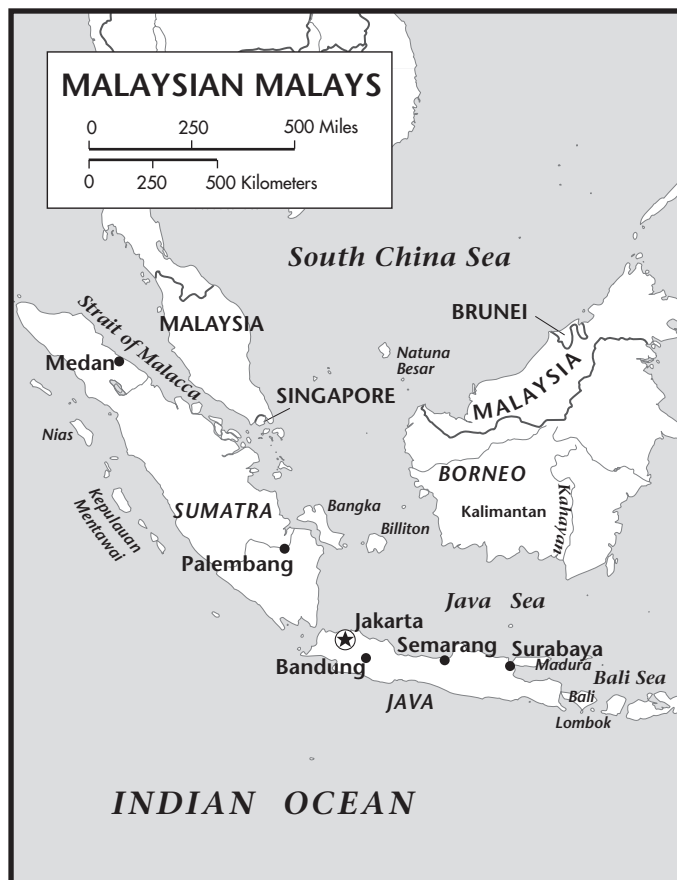 MALAYSIAN MALAYS
0 250 500 Miles
0 250 500 Kilometers
South China Sea
BRUNEI
MALAYSIA
Strait of Malacca
Natuna
Besar
MALAYSIA
Medan
SINGAPORE
Nias
BORNEO
Kepulauan
Mentawai
SUMATRA
Bangka
Kalimantan
Kahayan
Billiton
Palembang
Java Sea
Jakarta
Semarang
Surabaya
Bandung
Madura
Bali Sea
JAVA
Bali
Lombok
INDIAN OCEAN